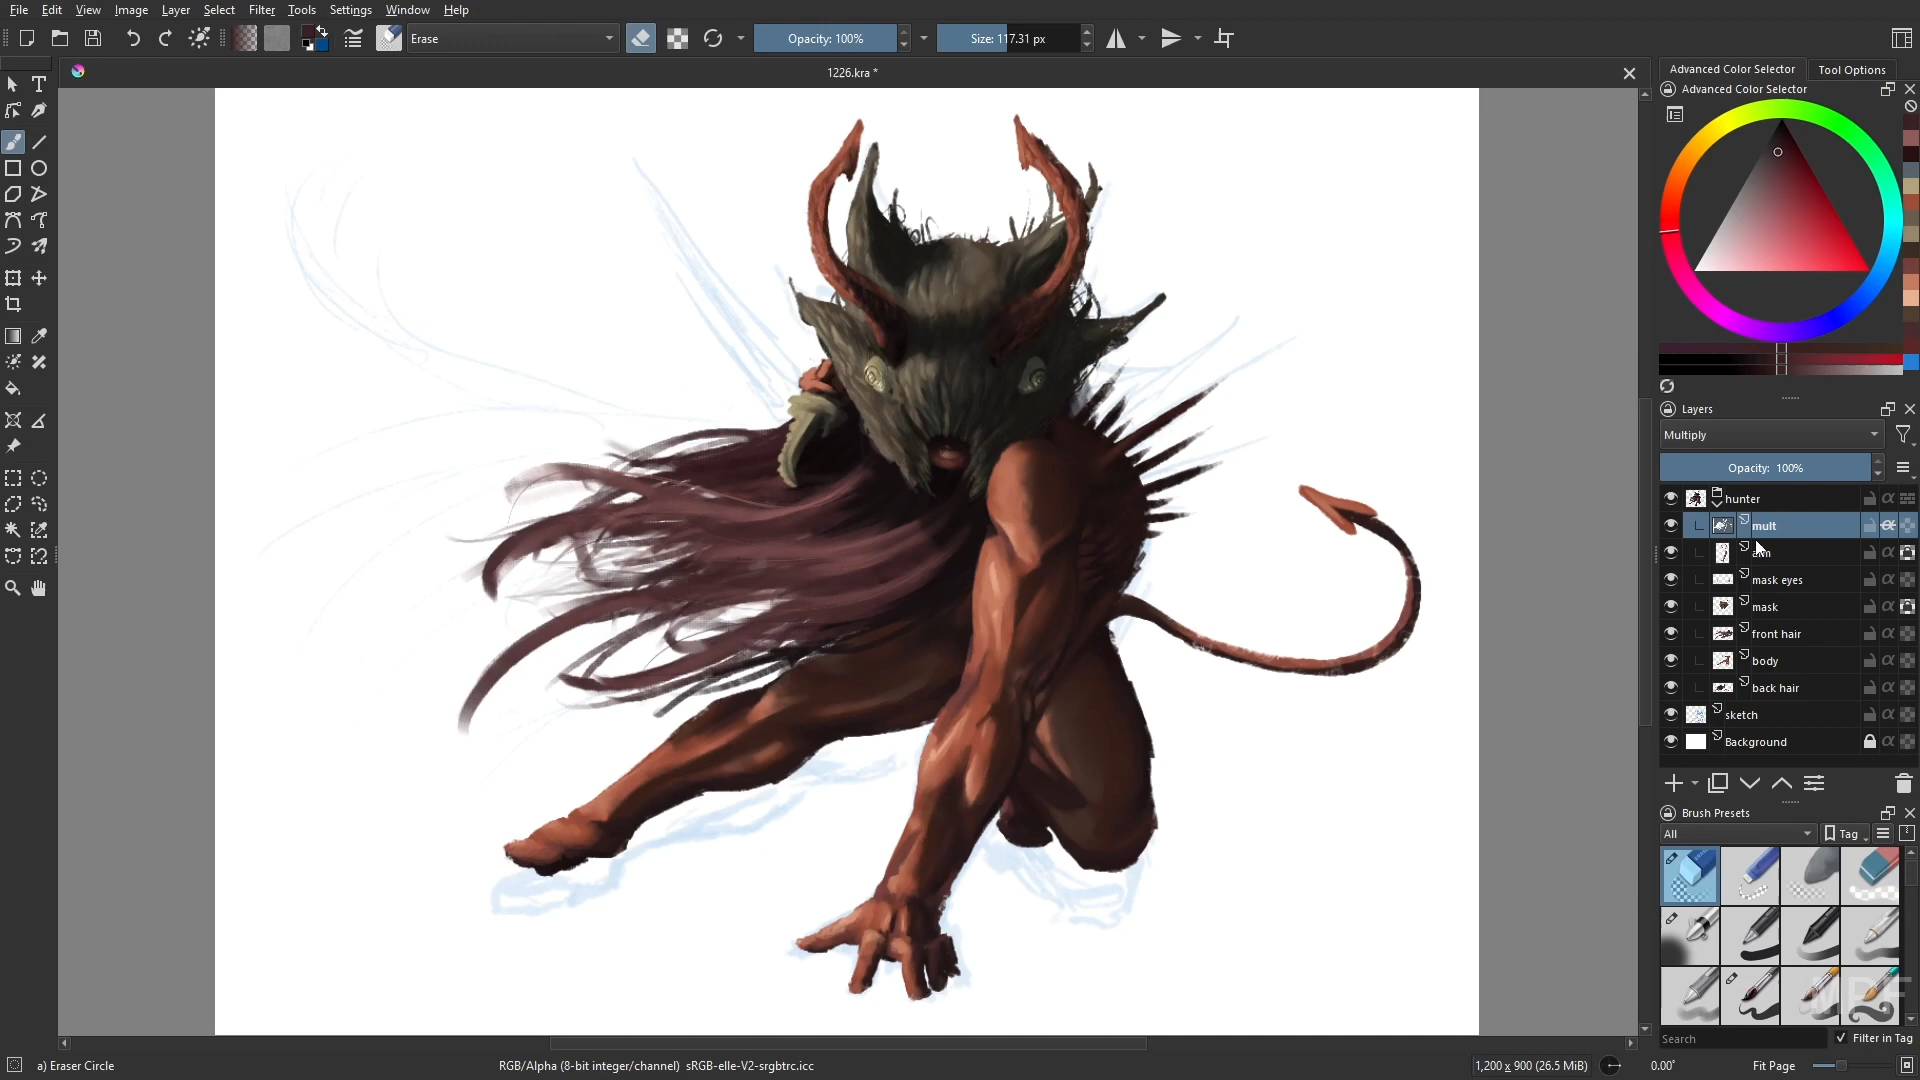 File Edit View Image Layer Select Filter Tools Settings Window Help
Erase
Opacity: 100%
Size: 117.31 px
1226.kra *
Advanced Color Selector
Tool Options
Advanced Color Selector
Layers
Multiply
Opacity: 100%
hunter
mult
mask eyes
mask
front hair
body
back hair
sketch
Background
Brush Presets
All
Tag
Search
Filter in Tag
a) Eraser Circle
RGB/Alpha (8-bit integer/channel) sRGB-elle-V2-srgbtrc.icc
1,200 x 900 (26.5 MiB)
0.00°
Fit Page